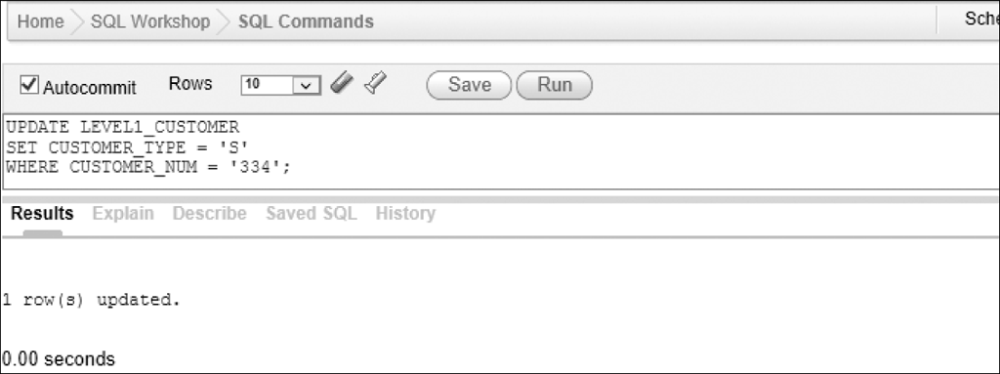 Home SQL Workshop SQL Commands Sche
Autocommit Rows 10 Save Run
UPDATE LEVEL1_CUSTOMER
SET CUSTOMER_TYPE = 'S'
WHERE CUSTOMER_NUM = '334';
Results Explain Describe Saved SQL History
1 row(s) updated.
0.00 seconds